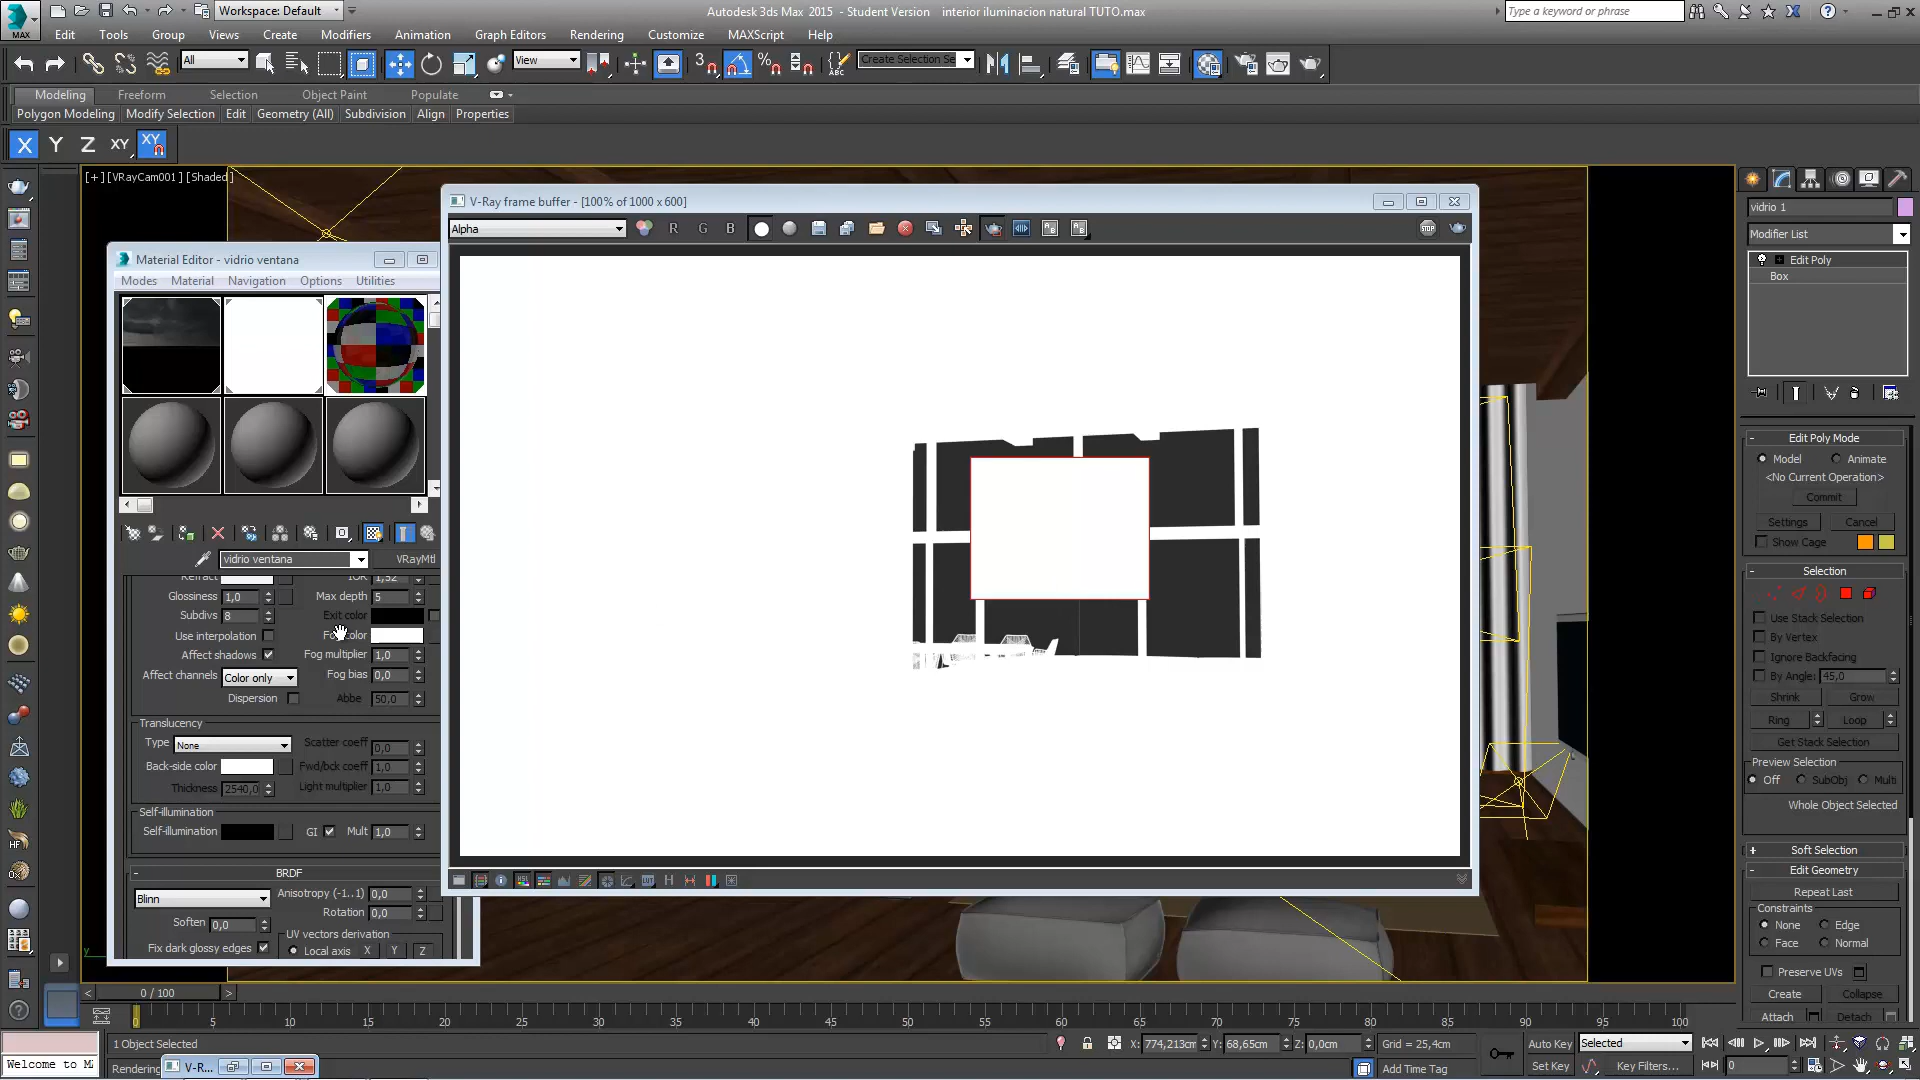 Workspace: Default
Autodesk 3ds Max 2015 - Student Version interior iluminacion natural TUTO.max
Type a keyword or phrase
MAX
Edit Tools Group Views Create Modifiers Animation Graph Editors Rendering Customize MAXScript Help
All
View
3
Create Selection Se
Modeling Freeform Selection Object Paint Populate
Polygon Modeling Modify Selection Edit Geometry (All) Subdivision Align Properties
X Y Z XY XY
[+] [VRayCam001] [Shaded]
V-Ray frame buffer - [100% of 1000 x 600]
Alpha
R G B
STOP
Material Editor - vidrio ventana
Modes Material Navigation Options Utilities
vidrio ventana
VRayMtl
Refract
IOR 1,52
Glossiness 1,0
Max depth 5
Subdivs 8
Exit color
Use interpolation
Affect shadows
Fog multiplier 1,0
Affect channels Color only
Fog bias 0,0
Dispersion
Abbe 50,0
Translucency
Type None
Scatter coeff 0,0
Back-side color
Fwd/bck coeff 1,0
Thickness 2540,0
Light multiplier 1,0
Self-illumination
Self-illumination
GI
Mult 1,0
- BRDF
Blinn
Anisotropy (-1..1) 0,0
Rotation 0,0
Soften 0,0
UV vectors derivation
Fix dark glossy edges
Local axis X Y Z
H
vidrio 1
Modifier List
Edit Poly
Box
- Edit Poly Mode
Model Animate
<No Current Operation>
Commit
Settings Cancel
Show Cage
- Selection
Use Stack Selection
By Vertex
Ignore Backfacing
By Angle: 45,0
Shrink Grow
Ring Loop
Get Stack Selection
Preview Selection
Off SubObj Multi
Whole Object Selected
+ Soft Selection
- Edit Geometry
Repeat Last
Constraints
None Edge
Face Normal
Preserve UVs
Create Collapse
Attach Detach
y
< 0 / 100 >
0 5 10 15 20 25 30 35 40 45 50 55 60 65 70 75 80 85 90 95 100
1 Object Selected
X: 774,213cm Y: 68,65cm Z: 0,0cm Grid = 25,4cm
Auto Key Selected
Welcome to M
Rendering
V-R...
Add Time Tag
Set Key Key Filters...
0